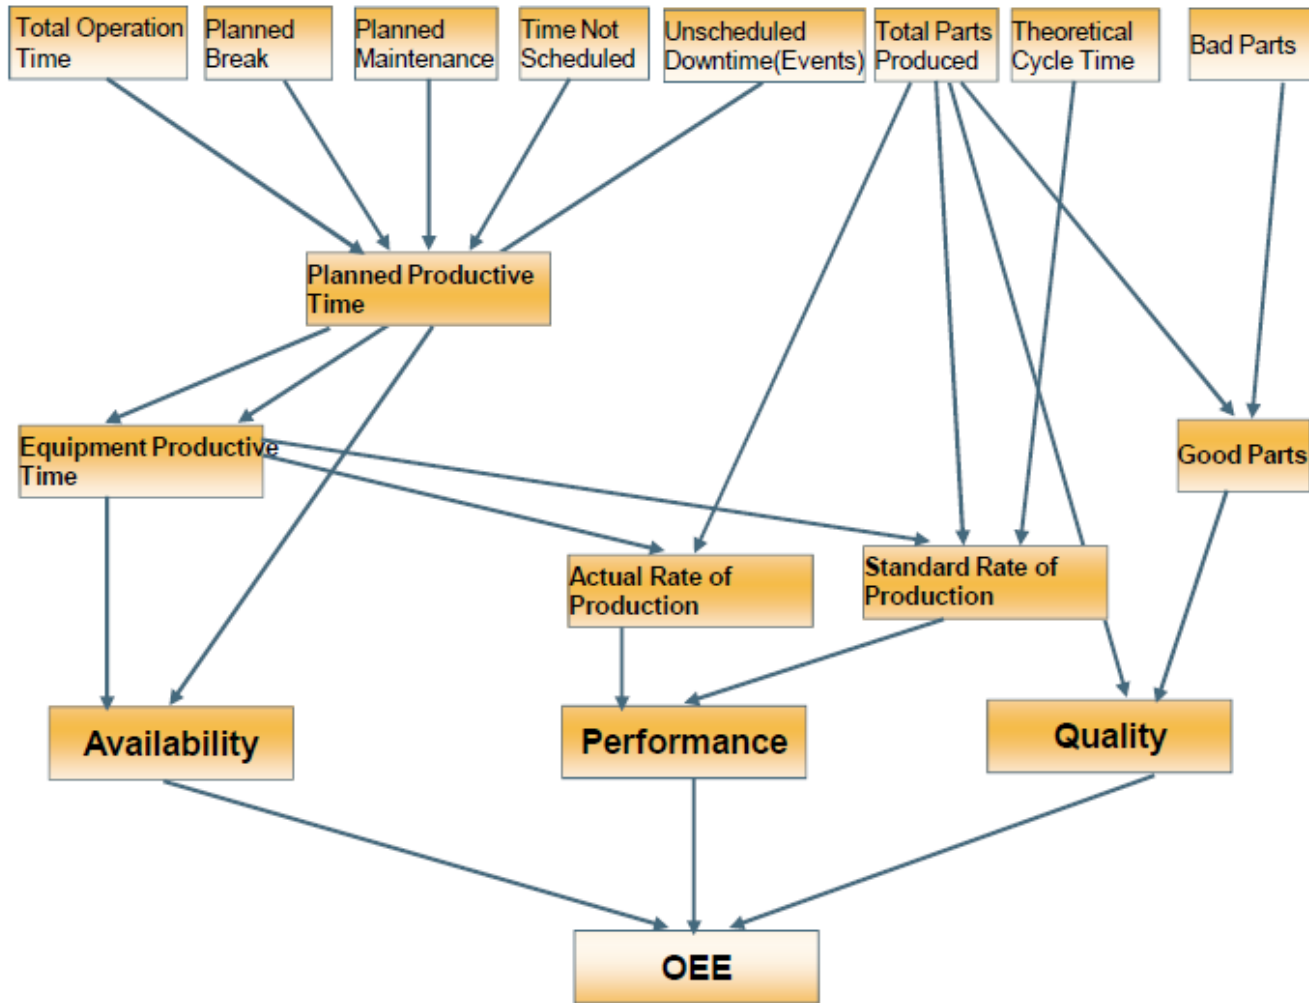 Total Operation
Time
Planned
Break
Planned
Maintenance
Time Not
Scheduled
Unscheduled
Downtime(Events)
Total Parts
Produced
Theoretical
Cycle Time
Bad Parts
Planned Productive
Time
Equipment Productive
Time
Good Parts
Actual Rate of
Production
Standard Rate of
Production
Availability
Performance
Quality
OEE